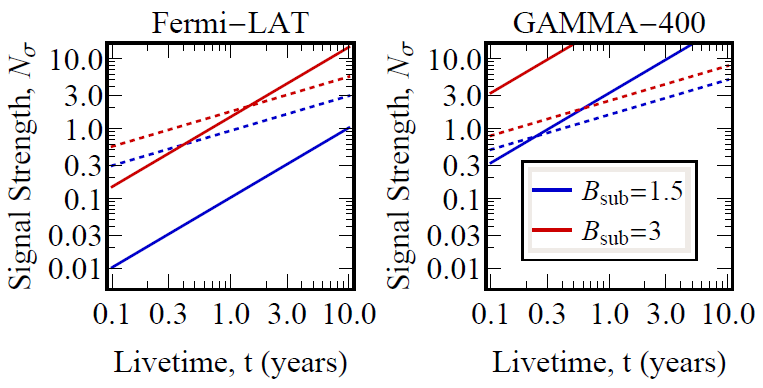 Fermi−LAT
Signal Strength, Nσ
10.0
3.0
1.0
0.3
0.1
0.03
0.01
0.1 0.3 1.0 3.0 10.0
Livetime, t (years)
GAMMA−400
Signal Strength, Nσ
10.0
3.0
1.0
0.3
0.1
0.03
0.01
Bsub=1.5
Bsub=3
0.1 0.3 1.0 3.0 10.0
Livetime, t (years)